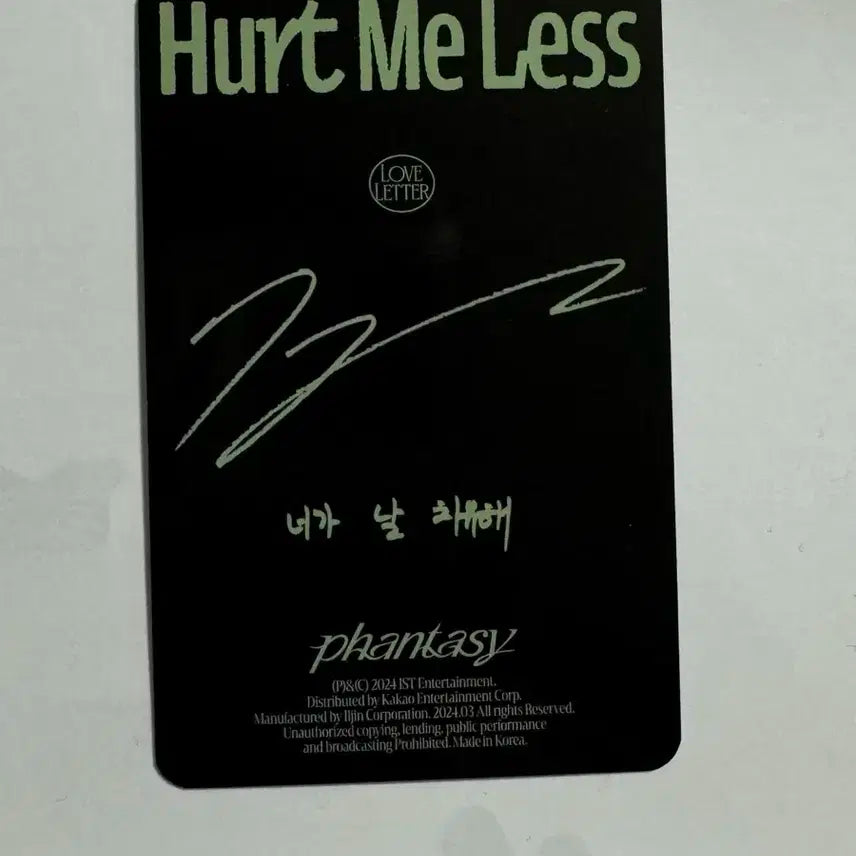 Hurt Me Less
LOVE
LETTER
너가 날 치유해
phantasy
(P)&(C) 2024 IST Entertainment.
Distributed by Kakao Entertainment Corp.
Manufactured by Iljin Corporation. 2024.03 All rights Reserved.
Unauthorized copying, lending, public performance
and broadcasting Prohibited. Made in Korea.